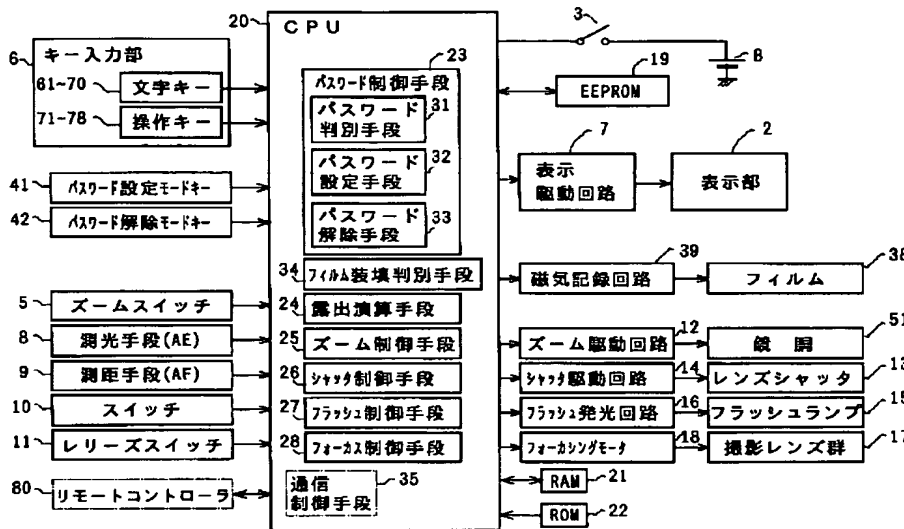 20
CPU
3
8
6
キー入力部
61~70
文字キー
71~78
操作キー
23
パスワード制御手段
パスワード
判別手段
31
パスワード
設定手段
32
パスワード
解除手段
33
19
EEPROM
7
表示
駆動回路
2
表示部
41
パスワード設定モードキー
42
パスワード解除モードキー
34
フィルム装填判別手段
39
磁気記録回路
38
フィルム
5
ズームスイッチ
24
露出演算手段
8
測光手段(AE)
25
ズーム制御手段
12
ズーム駆動回路
51
鏡胴
9
測距手段(AF)
26
シャッタ制御手段
14
シャッタ駆動回路
13
レンズシャッタ
10
スイッチ
27
フラッシュ制御手段
16
フラッシュ発光回路
15
フラッシュランプ
11
レリーズスイッチ
28
フォーカス制御手段
18
フォーカシングモータ
17
撮影レンズ群
80
リモートコントローラ
通信
制御手段
35
RAM
21
ROM
22